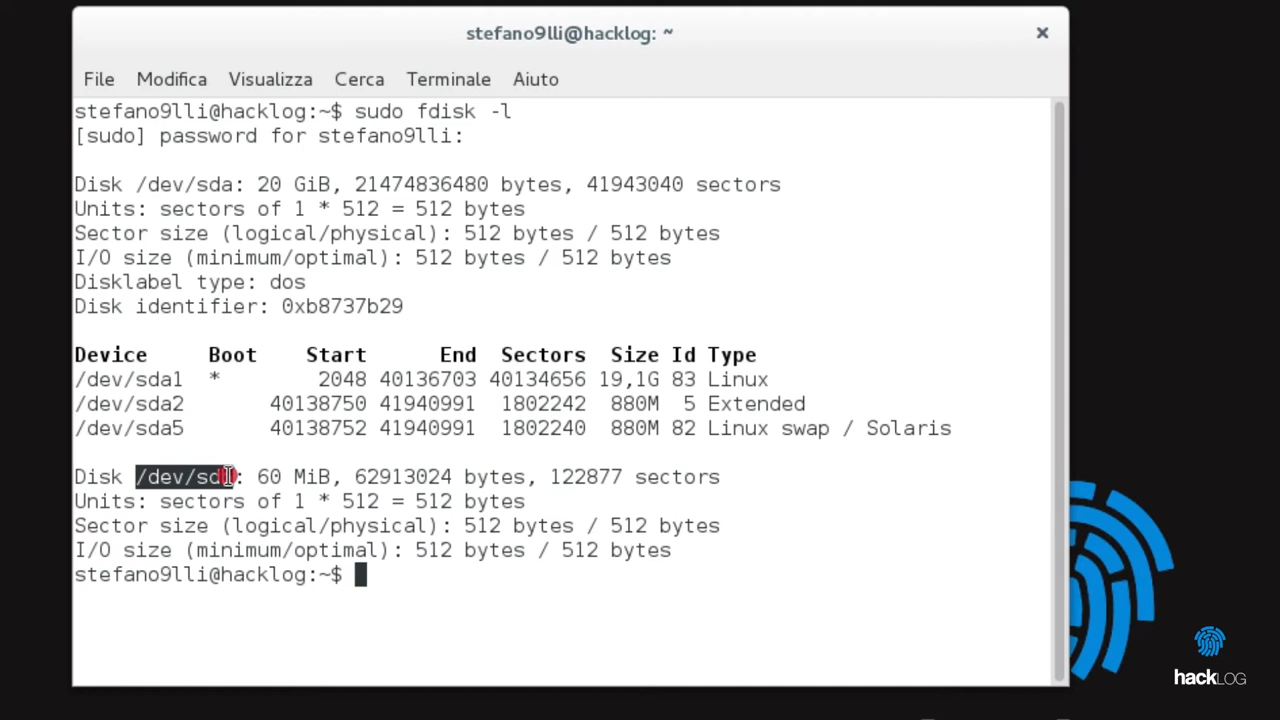 stefano9lli@hacklog: ~
File Modifica Visualizza Cerca Terminale Aiuto
stefano9lli@hacklog:~$ sudo fdisk -l
[sudo] password for stefano9lli:
Disk /dev/sda: 20 GiB, 21474836480 bytes, 41943040 sectors
Units: sectors of 1 * 512 = 512 bytes
Sector size (logical/physical): 512 bytes / 512 bytes
I/O size (minimum/optimal): 512 bytes / 512 bytes
Disklabel type: dos
Disk identifier: 0xb8737b29
Device Boot Start End Sectors Size Id Type
/dev/sda1 * 2048 40136703 40134656 19,1G 83 Linux
/dev/sda2 40138750 41940991 1802242 880M 5 Extended
/dev/sda5 40138752 41940991 1802240 880M 82 Linux swap / Solaris
Disk : 60 MiB, 62913024 bytes, 122877 sectors
Units: sectors of 1 * 512 = 512 bytes
Sector size (logical/physical): 512 bytes / 512 bytes
I/O size (minimum/optimal): 512 bytes / 512 bytes
stefano9lli@hacklog:~$
hackLOG